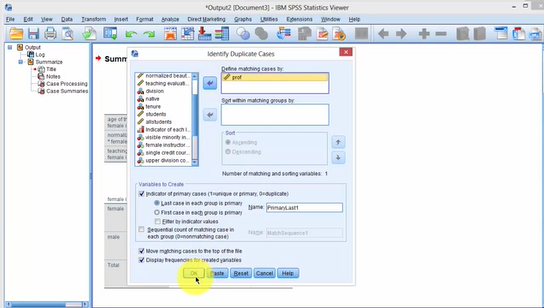 *Output2 [Document3] - IBM SPSS Statistics Viewer
File Edit View Data Transform Insert Format Analyze Direct Marketing Graphs Utilities Extensions Window Help
Output
Log
Summarize
Title
Notes
Case Processing
Case Summaries
Summ
age of th
female i
normaliz
* female
teaching
female i
female
male
Total
Identify Duplicate Cases
Define matching cases by:
prof
normalized beaut...
teaching evaluati...
division
native
tenure
students
allstudents
Indicator of each i...
visible minority in...
female instructor...
single credit cour...
upper division co...
Sort within matching groups by:
Sort
Ascending
Descending
Number of matching and sorting variables: 1
Variables to Create
Indicator of primary cases (1=unique or primary, 0=duplicate)
Last case in each group is primary
Name: PrimaryLast1
First case in each group is primary
Filter by indicator values
Sequential count of matching case in each group (0=nonmatching case)
Name: MatchSequence1
Move matching cases to the top of the file
Display frequencies for created variables
OK Paste Reset Cancel Help